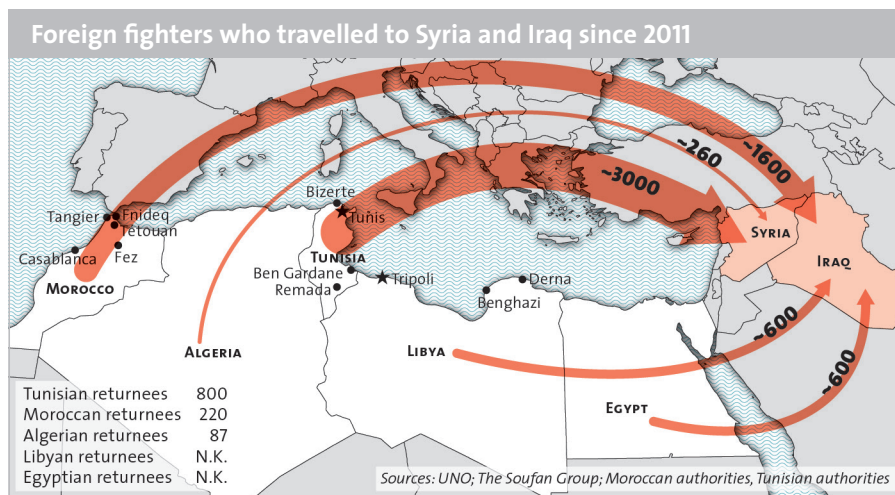 Foreign fighters who travelled to Syria and Iraq since 2011
~260
~1600
~3000
Bizerte
Tunis
Tangier
Fnideq
Tétouan
Casablanca
Fez
MOROCCO
TUNISIA
Ben Gardane
Remada
Tripoli
Derna
Benghazi
SYRIA
IRAQ
ALGERIA
LIBYA
~600
EGYPT
~600
Tunisian returnees 800
Moroccan returnees 220
Algerian returnees 87
Libyan returnees N.K.
Egyptian returnees N.K.
Sources: UNO; The Soufan Group; Moroccan authorities, Tunisian authorities